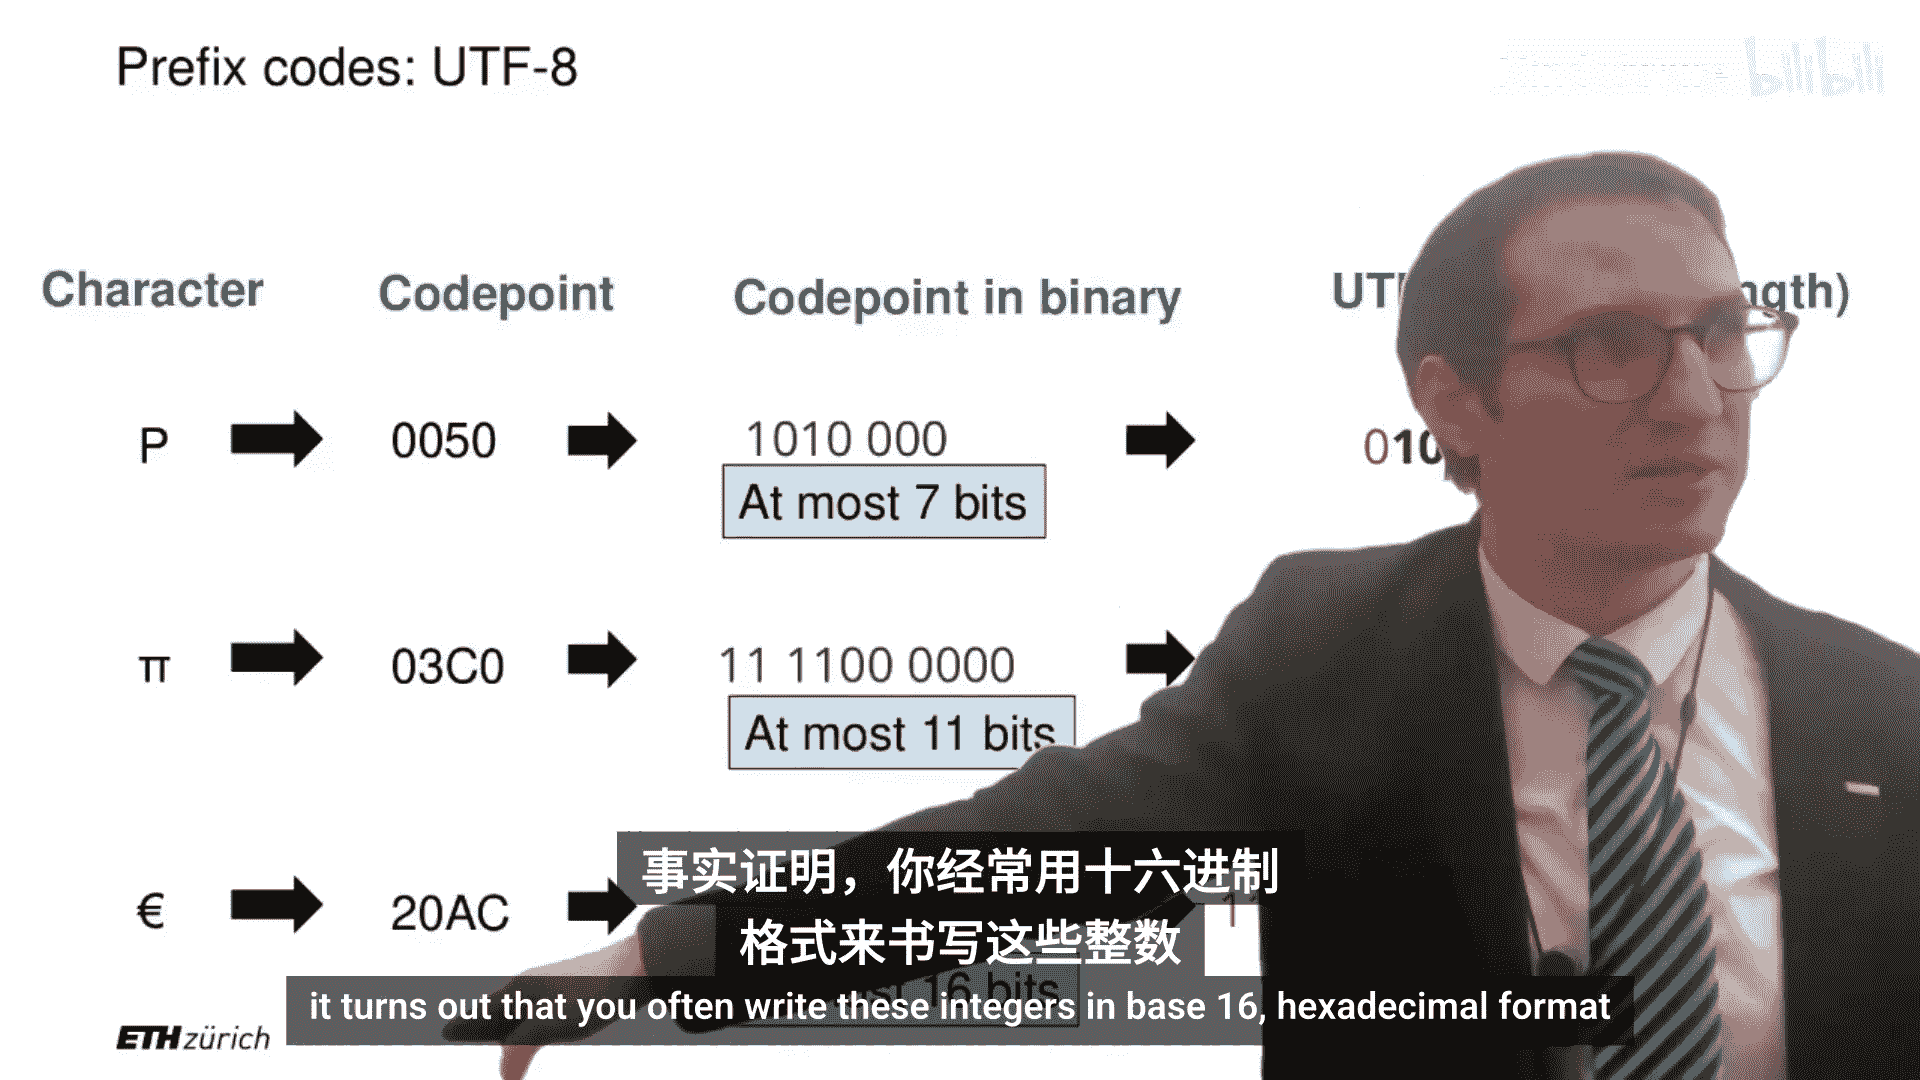 Prefix codes: UTF-8
bilibili
Character Codepoint Codepoint in binary
P 0050 1010 000
At most 7 bits
π 03C0 11 1100 0000
At most 11 bits
€ 20AC
事实证明，你经常用十六进制
格式来书写这些整数
16 bits
it turns out that you often write these integers in base 16, hexadecimal format
ETH zürich